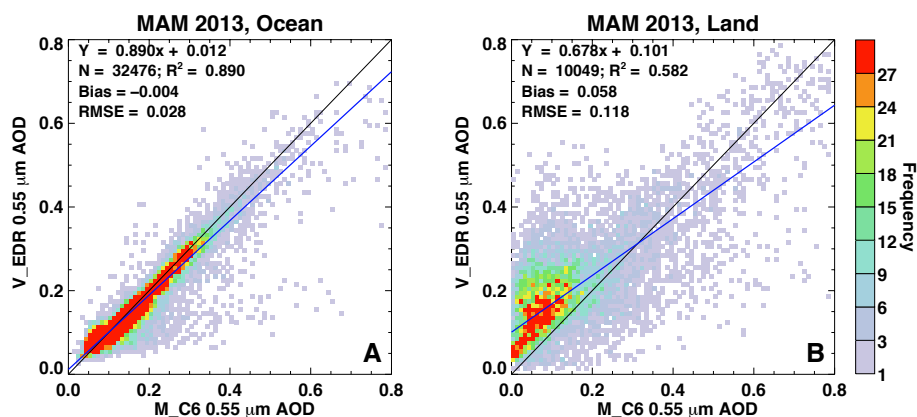 MAM 2013, Ocean
Y = 0.890x + 0.012
N = 32476; R² = 0.890
Bias = −0.004
RMSE = 0.028
V_EDR 0.55 μm AOD
0.8
0.6
0.4
0.2
0.0
A
0.0 0.2 0.4 0.6 0.8
M_C6 0.55 μm AOD
MAM 2013, Land
Y = 0.678x + 0.101
N = 10049; R² = 0.582
Bias = 0.058
RMSE = 0.118
V_EDR 0.55 μm AOD
0.8
0.6
0.4
0.2
0.0
B
0.0 0.2 0.4 0.6 0.8
M_C6 0.55 μm AOD
27
24
21
18
15
12
9
6
3
1
Frequency